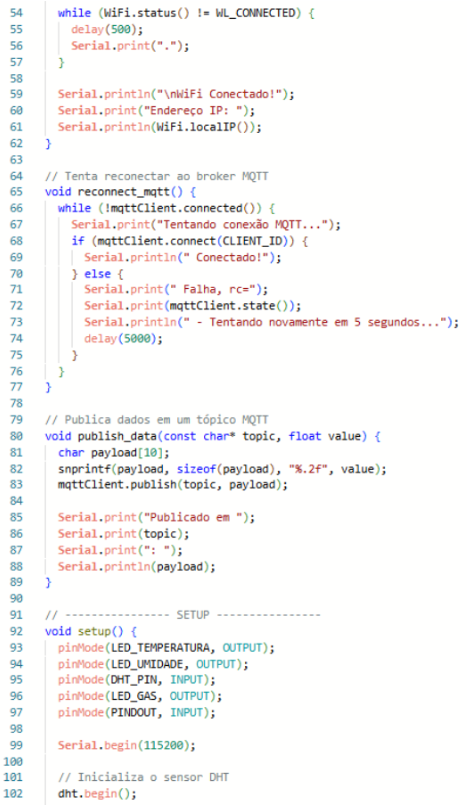 54 while (WiFi.status() != WL_CONNECTED) {
55 delay(500);
56 Serial.print(".");
57 }
58
59 Serial.println("\nWiFi Conectado!");
60 Serial.print("Endereço IP: ");
61 Serial.println(WiFi.localIP());
62 }
63
64 // Tenta reconectar ao broker MQTT
65 void reconnect_mqtt() {
66 while (!mqttClient.connected()) {
67 Serial.print("Tentando conexão MQTT...");
68 if (mqttClient.connect(CLIENT_ID)) {
69 Serial.println(" Conectado!");
70 } else {
71 Serial.print(" Falha, rc=");
72 Serial.print(mqttClient.state());
73 Serial.println(" - Tentando novamente em 5 segundos...");
74 delay(5000);
75 }
76 }
77 }
78
79 // Publica dados em um tópico MQTT
80 void publish_data(const char* topic, float value) {
81 char payload[10];
82 snprintf(payload, sizeof(payload), "%.2f", value);
83 mqttClient.publish(topic, payload);
84
85 Serial.print("Publicado em ");
86 Serial.print(topic);
87 Serial.print(": ");
88 Serial.println(payload);
89 }
90
91 // ---------------- SETUP ----------------
92 void setup() {
93 pinMode(LED_TEMPERATURA, OUTPUT);
94 pinMode(LED_UMIDADE, OUTPUT);
95 pinMode(DHT_PIN, INPUT);
96 pinMode(LED_GAS, OUTPUT);
97 pinMode(PINDOUT, INPUT);
98
99 Serial.begin(115200);
100
101 // Inicializa o sensor DHT
102 dht.begin();